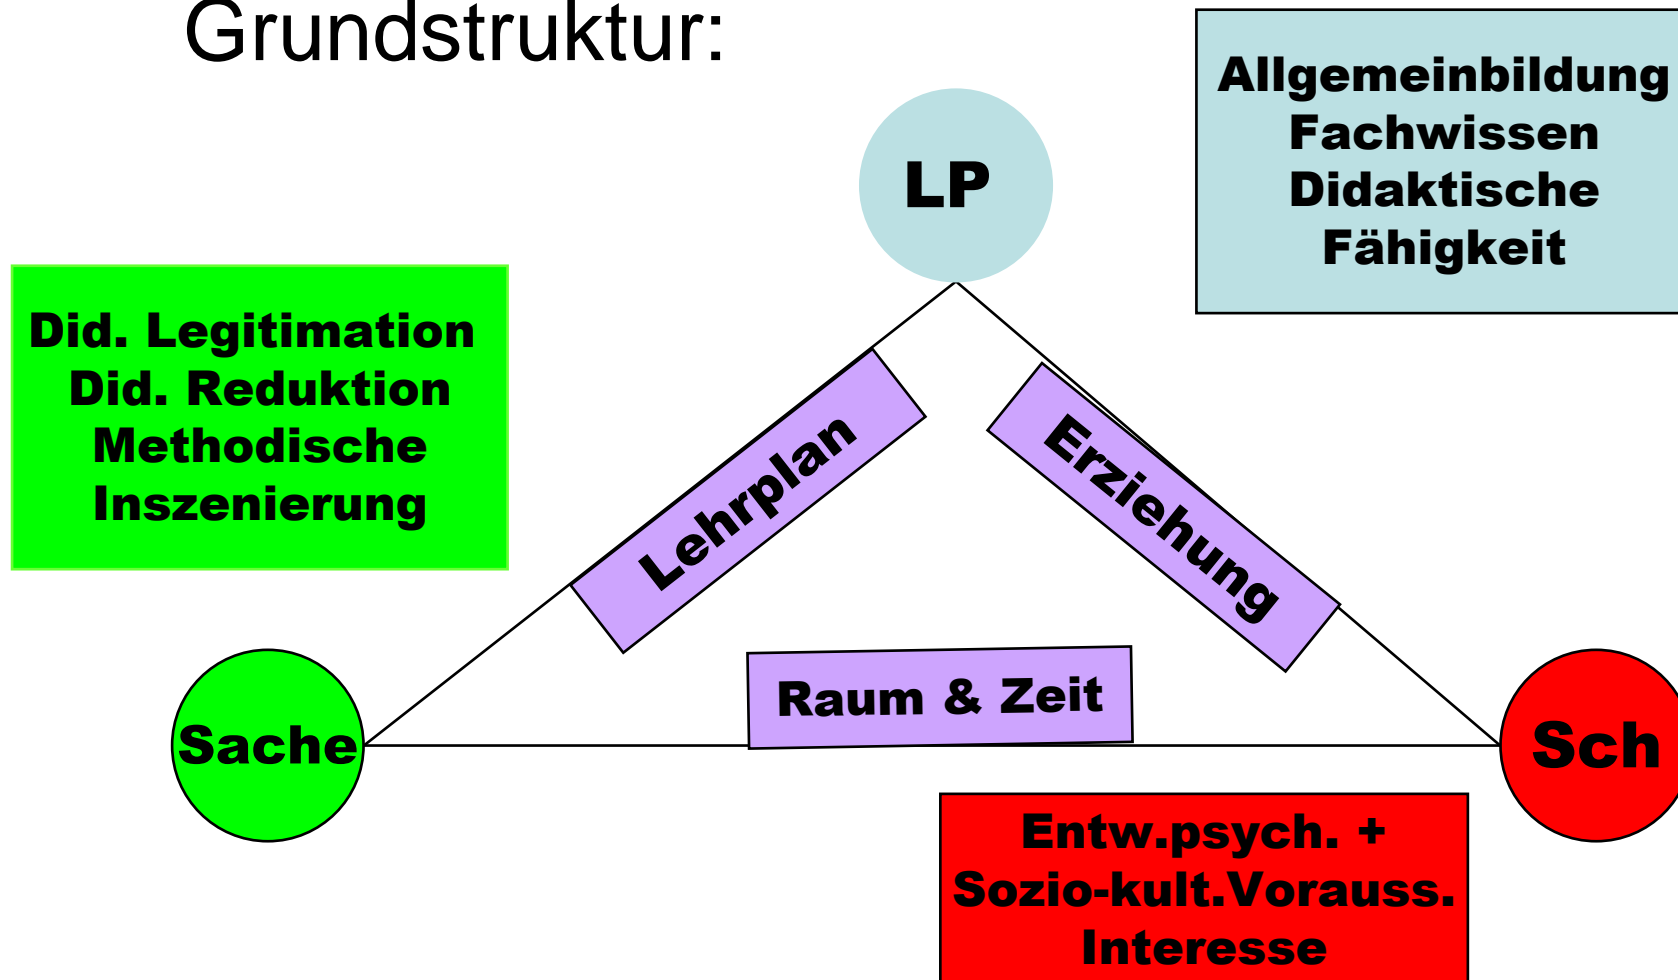 Grundstruktur:
Allgemeinbildung
Fachwissen
Didaktische
Fähigkeit
LP
Did. Legitimation
Did. Reduktion
Methodische
Inszenierung
Lehrplan
Erziehung
Raum & Zeit
Sache
Sch
Entw.psych. +
Sozio-kult.Vorauss.
Interesse